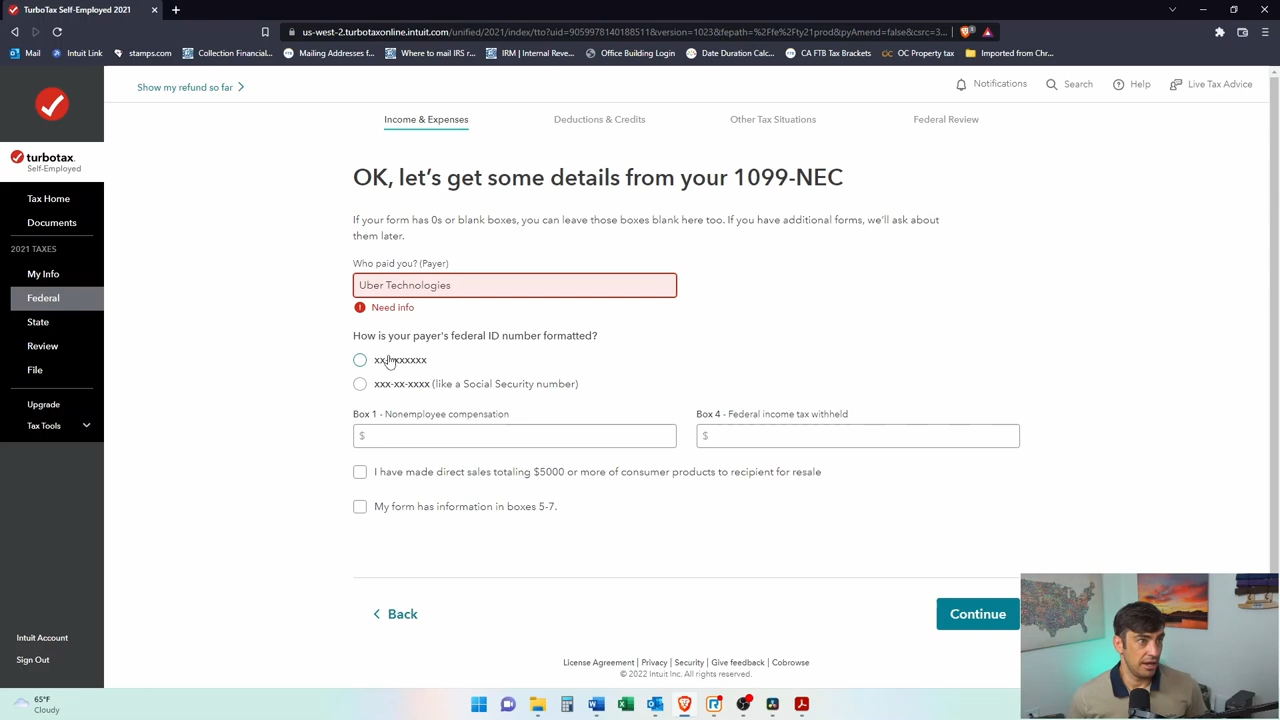 TurboTax Self-Employed 2021
us-west-2.turbotaxonline.intuit.com/unified/2021/index/tto?uid=9059978140188511&version=1023&fepath=%2Ffe%2Fty21prod&pyAmend=false&csrc=3...
Mail
Intuit Link
stamps.com
Collection Financial...
Mailing Addresses f...
Where to mail IRS r...
IRM | Internal Reve...
Office Building Login
Date Duration Calc...
CA FTB Tax Brackets
OC Property tax
Imported from Chr...
Show my refund so far
Notifications
Search
Help
Live Tax Advice
Income & Expenses
Deductions & Credits
Other Tax Situations
Federal Review
turbotax
Self-Employed
Tax Home
Documents
2021 TAXES
My Info
Federal
State
Review
File
Upgrade
Tax Tools
Intuit Account
Sign Out
OK, let's get some details from your 1099-NEC
If your form has 0s or blank boxes, you can leave those boxes blank here too. If you have additional forms, we'll ask about
them later.
Who paid you? (Payer)
Uber Technologies
Need info
How is your payer's federal ID number formatted?
xxx-xx-xxxx (like a Social Security number)
Box 1 - Nonemployee compensation
Box 4 - Federal income tax withheld
$
$
I have made direct sales totaling $5000 or more of consumer products to recipient for resale
My form has information in boxes 5-7.
Back
Continue
License Agreement | Privacy | Security | Give feedback | Cobrowse
© 2022 Intuit Inc. All rights reserved.
65°F
Cloudy